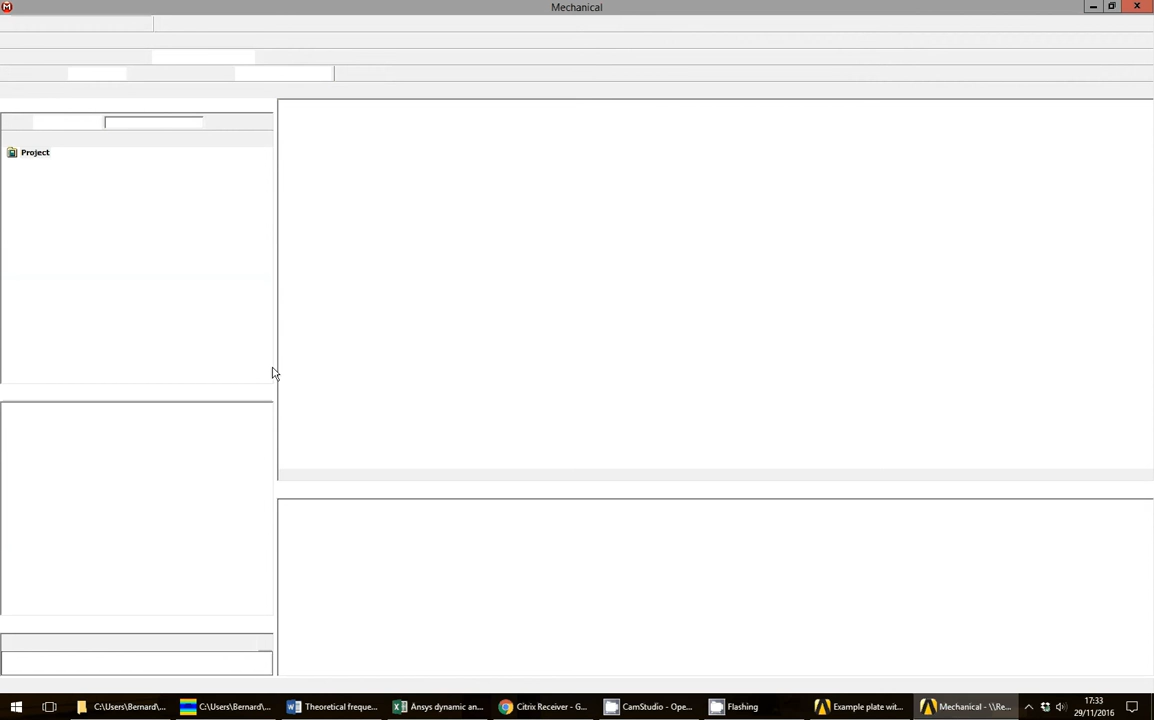 Mechanical
Project
C:\Users\Bernard\...
C:\Users\Bernard\...
Theoretical freque...
Ansys dynamic an...
Citrix Receiver - G...
CamStudio - Ope...
Flashing
Example plate wit...
Mechanical - \\Re...
17:33
29/11/2016